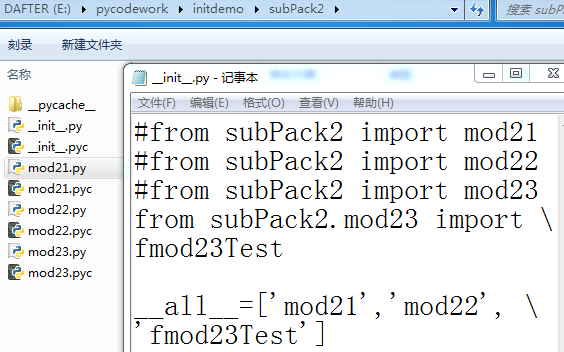 DAFTER (E:) ▸ pycodework ▸ initdemo ▸ subPack2 ▸
搜索 subP
刻录 新建文件夹
名称
__pycache__
__init__.py
__init__.pyc
mod21.py
mod21.pyc
mod22.py
mod22.pyc
mod23.py
mod23.pyc
__init__.py - 记事本
文件(F) 编辑(E) 格式(O) 查看(V) 帮助(H)
#from subPack2 import mod21
#from subPack2 import mod22
#from subPack2 import mod23
from subPack2.mod23 import \
fmod23Test
__all__=['mod21','mod22', \
'fmod23Test']